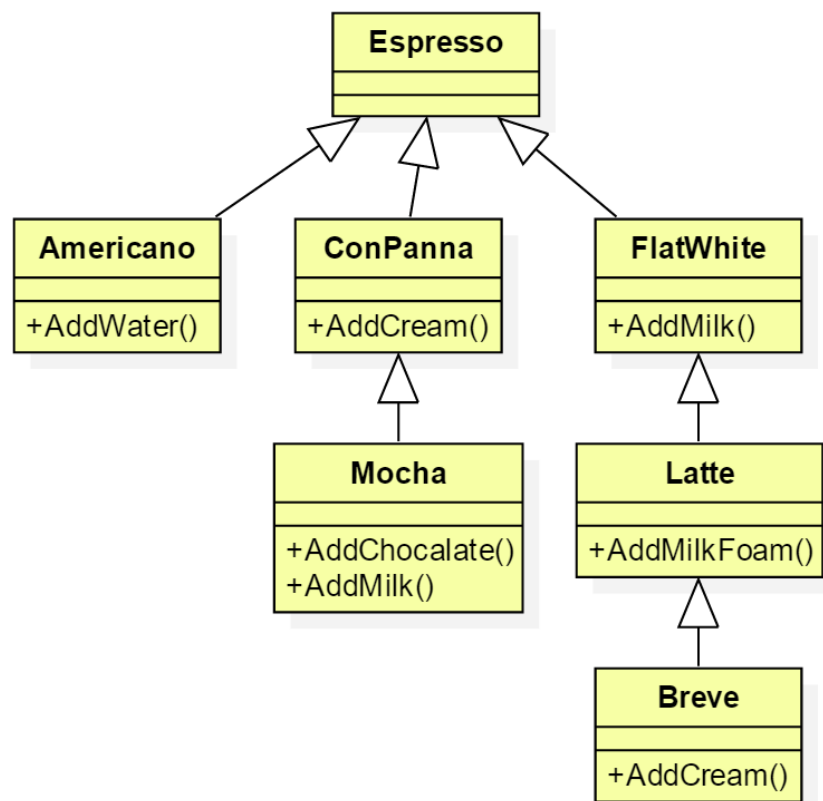 Espresso
Americano
+AddWater()
ConPanna
+AddCream()
FlatWhite
+AddMilk()
Mocha
+AddChocalate()
+AddMilk()
Latte
+AddMilkFoam()
Breve
+AddCream()